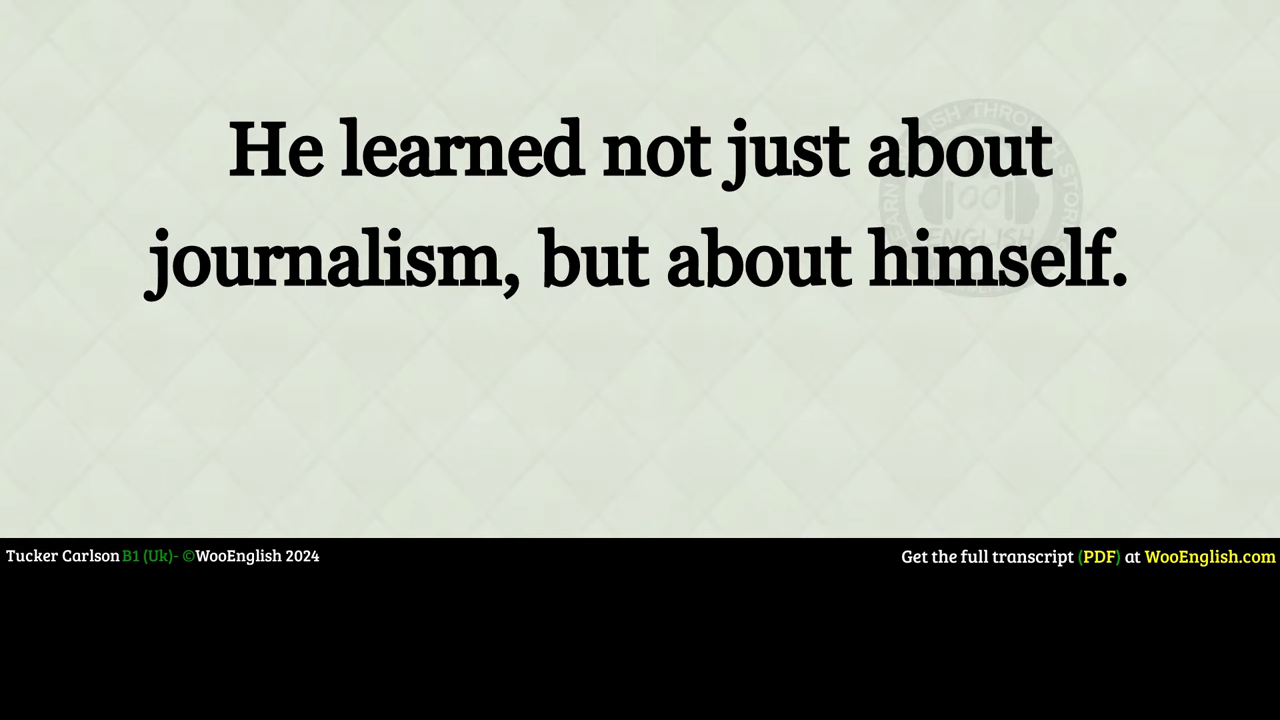 He learned not just about
journalism, but about himself.
Tucker Carlson B1 (Uk)- ©WooEnglish 2024
Get the full transcript (PDF) at WooEnglish.com